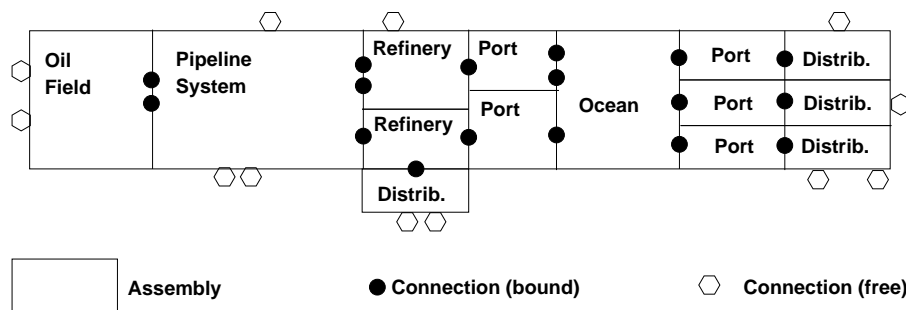 Oil
Field
Pipeline
System
Refinery
Port
Refinery
Port
Distrib.
Ocean
Port
Distrib.
Port
Distrib.
Port
Distrib.
Assembly
Connection (bound)
Connection (free)